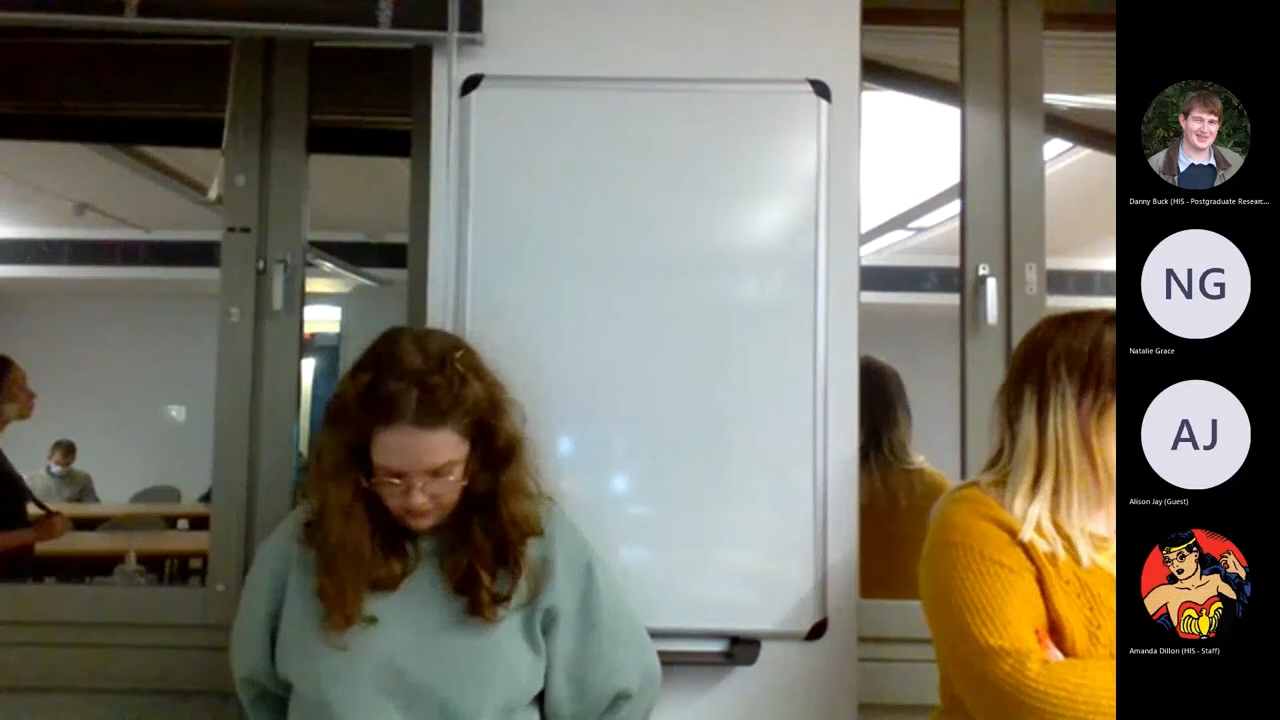 Danny Buck (HIS - Postgraduate Researc...
NG
Natalie Grace
AJ
Alison Jay (Guest)
Amanda Dillon (HIS - Staff)